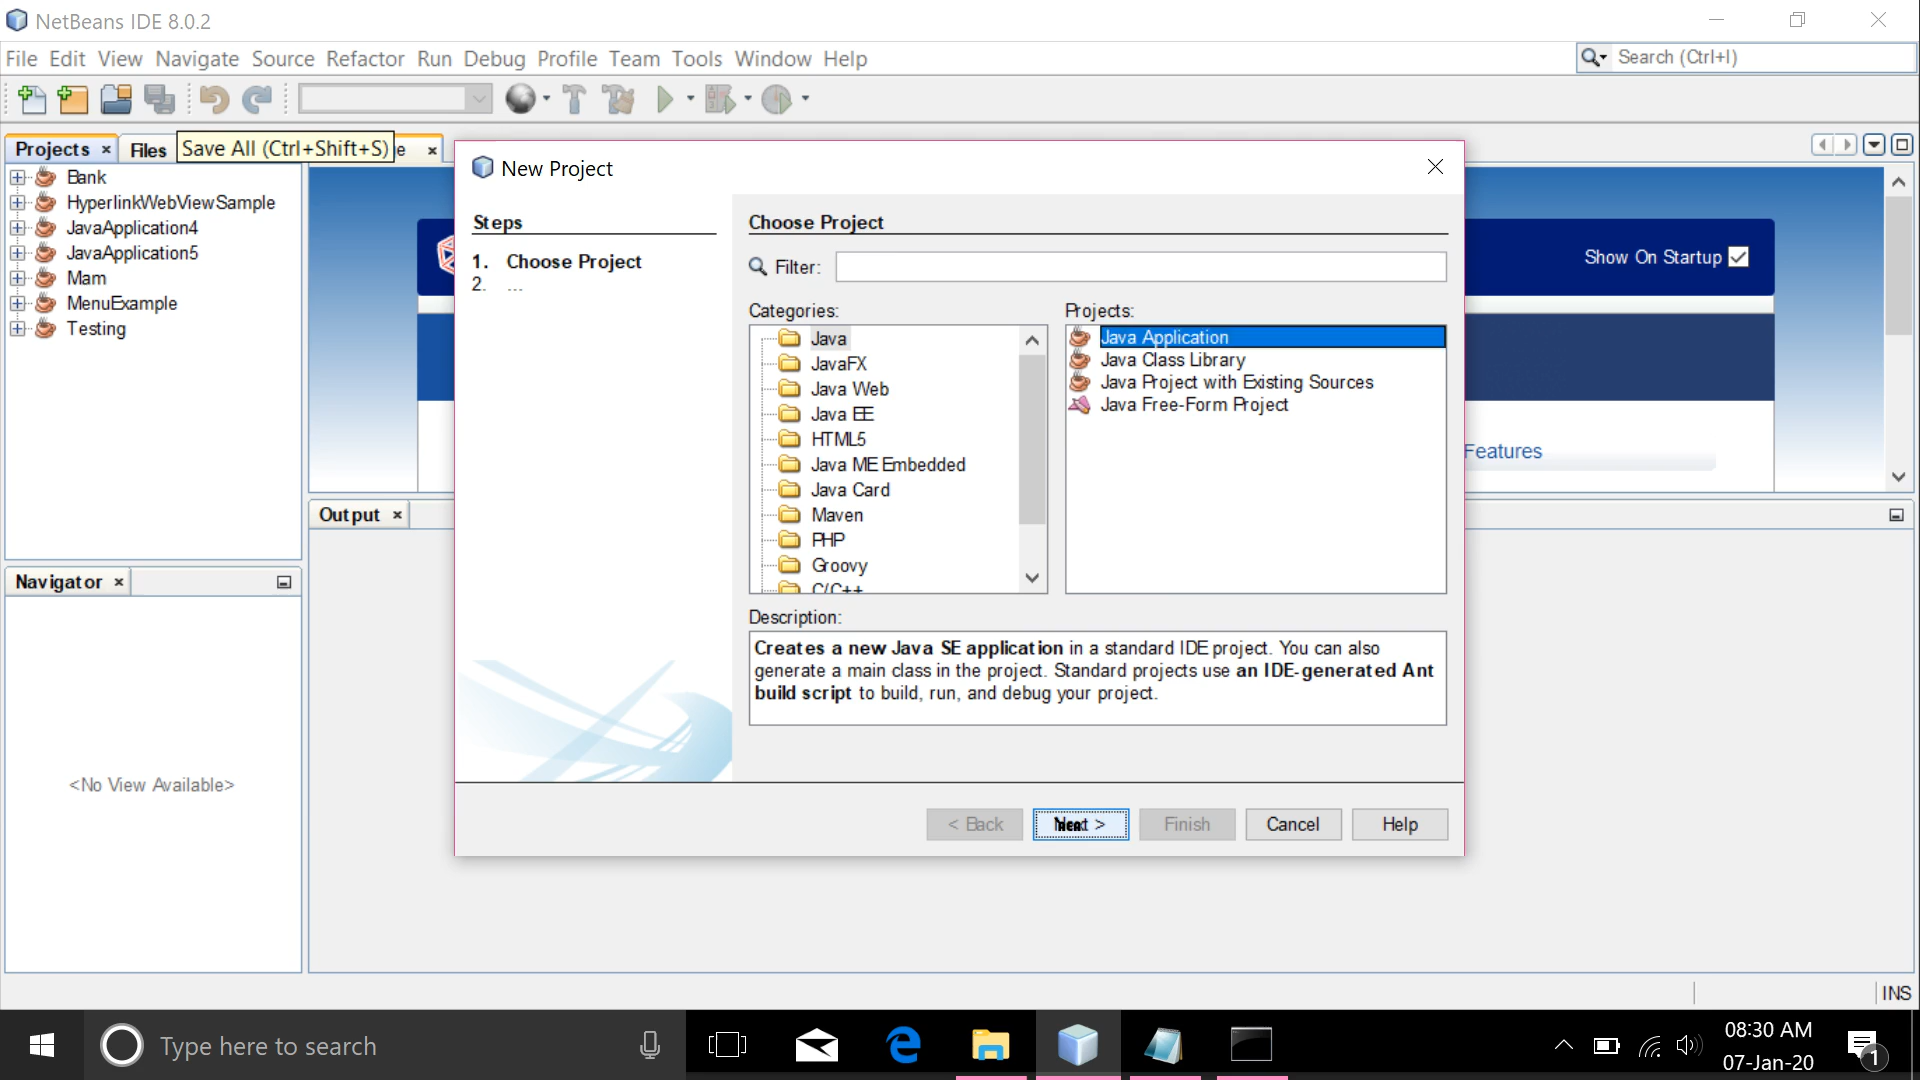 NetBeans IDE 8.0.2
File Edit View Navigate Source Refactor Run Debug Profile Team Tools Window Help
Search (Ctrl+I)
Projects
Files
Save All (Ctrl+Shift+S)
e
Bank
HyperlinkWebViewSample
JavaApplication4
JavaApplication5
Mam
MenuExample
Testing
Navigator
<No View Available>
Output
Show On Startup
Features
New Project
Steps
1. Choose Project
2. ...
Choose Project
Filter:
Categories:
Java
JavaFX
Java Web
Java EE
HTML5
Java ME Embedded
Java Card
Maven
PHP
Groovy
C/C++
Projects:
Java Application
Java Class Library
Java Project with Existing Sources
Java Free-Form Project
Description:
Creates a new Java SE application in a standard IDE project. You can also
generate a main class in the project. Standard projects use an IDE-generated Ant
build script to build, run, and debug your project.
< Back
Next >
Finish
Cancel
Help
INS
Type here to search
08:30 AM
07-Jan-20
1